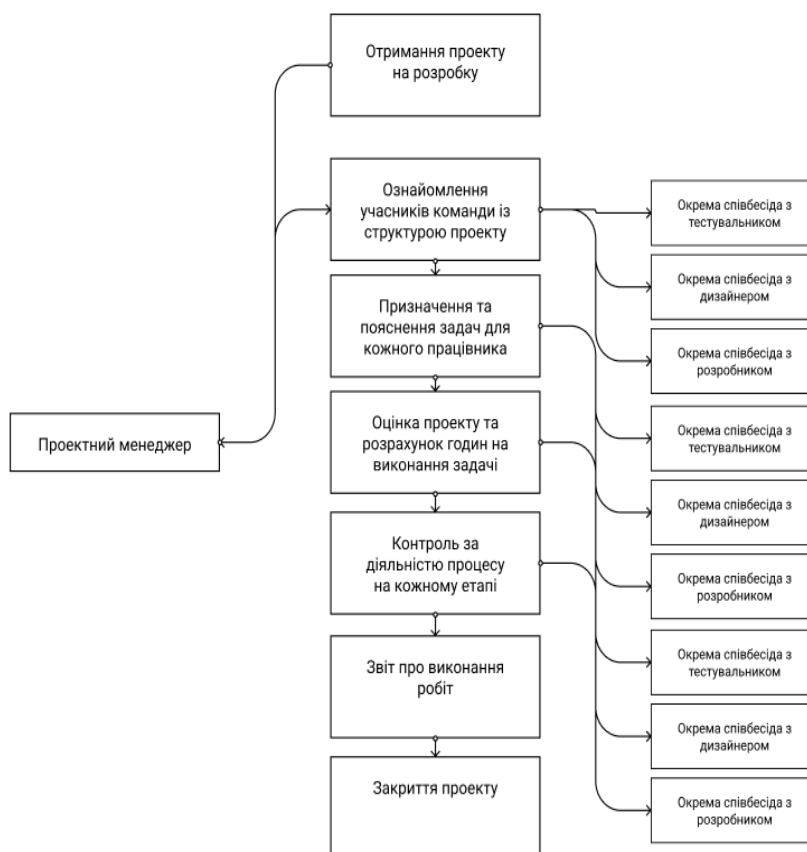 Отримання проекту
на розробку
Ознайомлення
учасників команди із
структурою проекту
Окрема співбесіда з
тестувальником
Окрема співбесіда з
дизайнером
Призначення та
пояснення задач для
кожного працівника
Окрема співбесіда з
розробником
Проектний менеджер
Оцінка проекту та
розрахунок годин на
виконання задачі
Окрема співбесіда з
тестувальником
Окрема співбесіда з
дизайнером
Контроль за
діяльністю процесу
на кожному етапі
Окрема співбесіда з
розробником
Звіт про виконання
робіт
Окрема співбесіда з
тестувальником
Окрема співбесіда з
дизайнером
Закриття проекту
Окрема співбесіда з
розробником